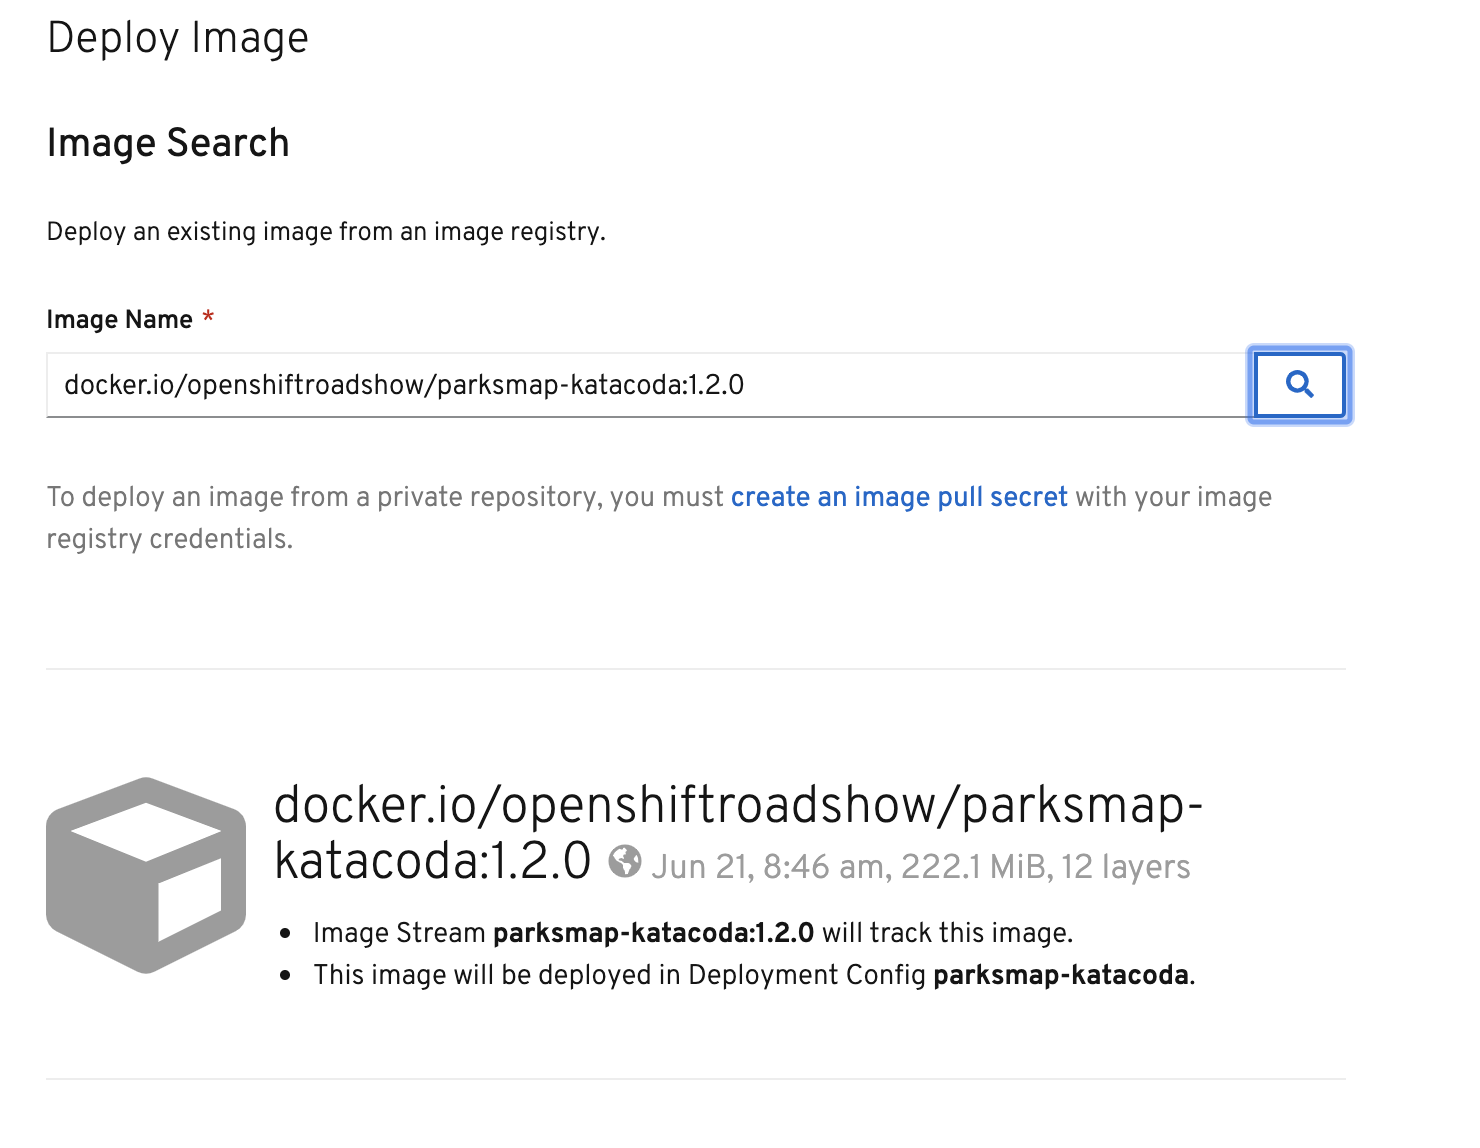 Deploy Image
Image Search
Deploy an existing image from an image registry.
Image Name *
docker.io/openshiftroadshow/parksmap-katacoda:1.2.0
To deploy an image from a private repository, you must create an image pull secret with your image
registry credentials.
docker.io/openshiftroadshow/parksmap-
katacoda:1.2.0 Jun 21, 8:46 am, 222.1 MiB, 12 layers
• Image Stream parksmap-katacoda:1.2.0 will track this image.
• This image will be deployed in Deployment Config parksmap-katacoda.